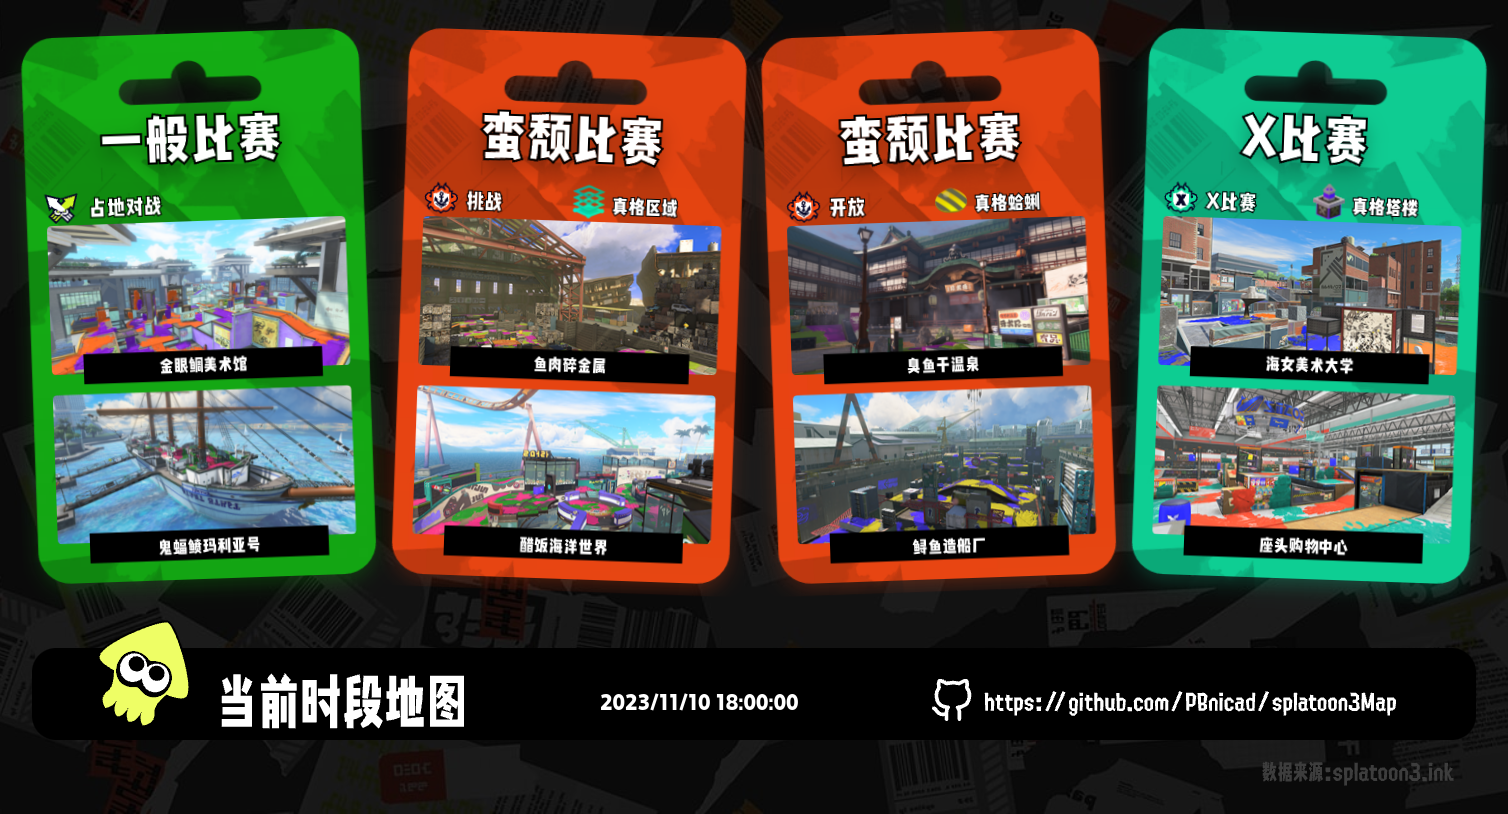 一般比赛
占地对战
金眼鲷美术馆
鬼蝠鲼玛利亚号
蛮颓比赛
挑战
真格区域
鱼肉碎金属
醋饭海洋世界
蛮颓比赛
开放
真格蛤蜊
臭鱼干温泉
鲟鱼造船厂
X比赛
X比赛
真格塔楼
海女美术大学
座头购物中心
当前时段地图
2023/11/10 18:00:00
https://github.com/PBnicad/splatoon3Map
数据来源:splatoon3.ink